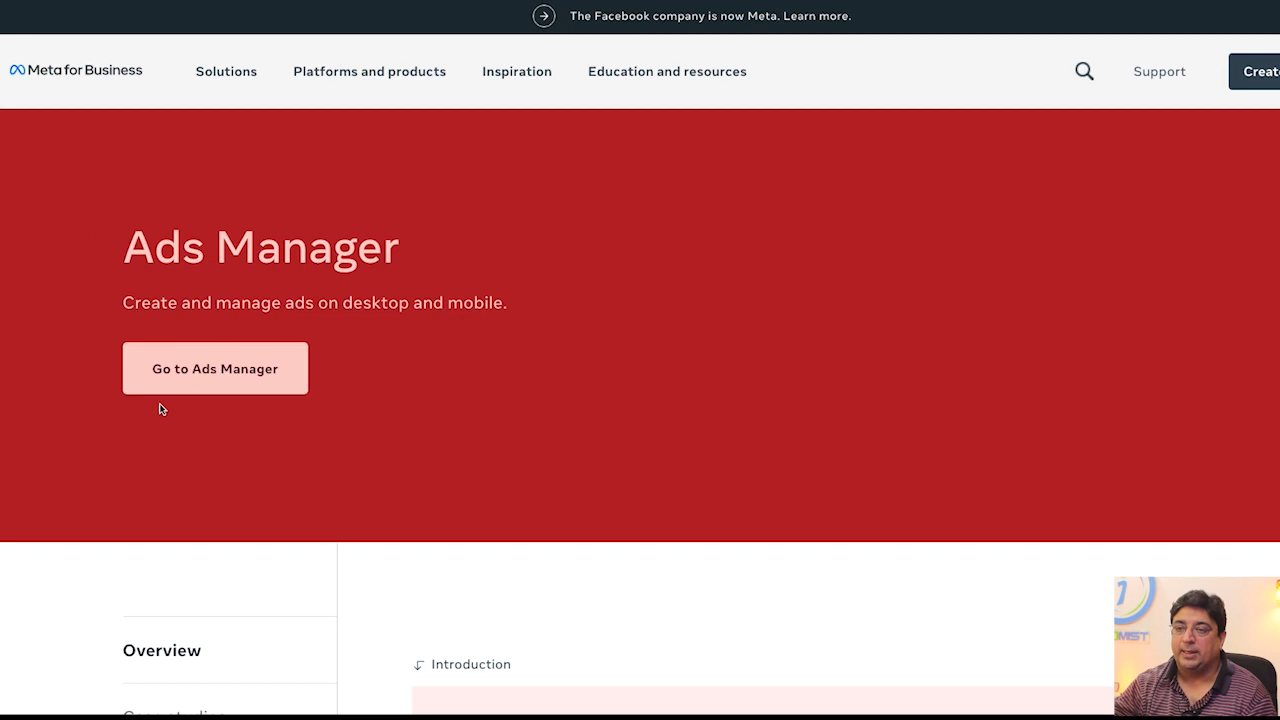 The Facebook company is now Meta. Learn more.
Meta for Business
Solutions
Platforms and products
Inspiration
Education and resources
Support
Ads Manager
Create and manage ads on desktop and mobile.
Go to Ads Manager
Overview
Introduction